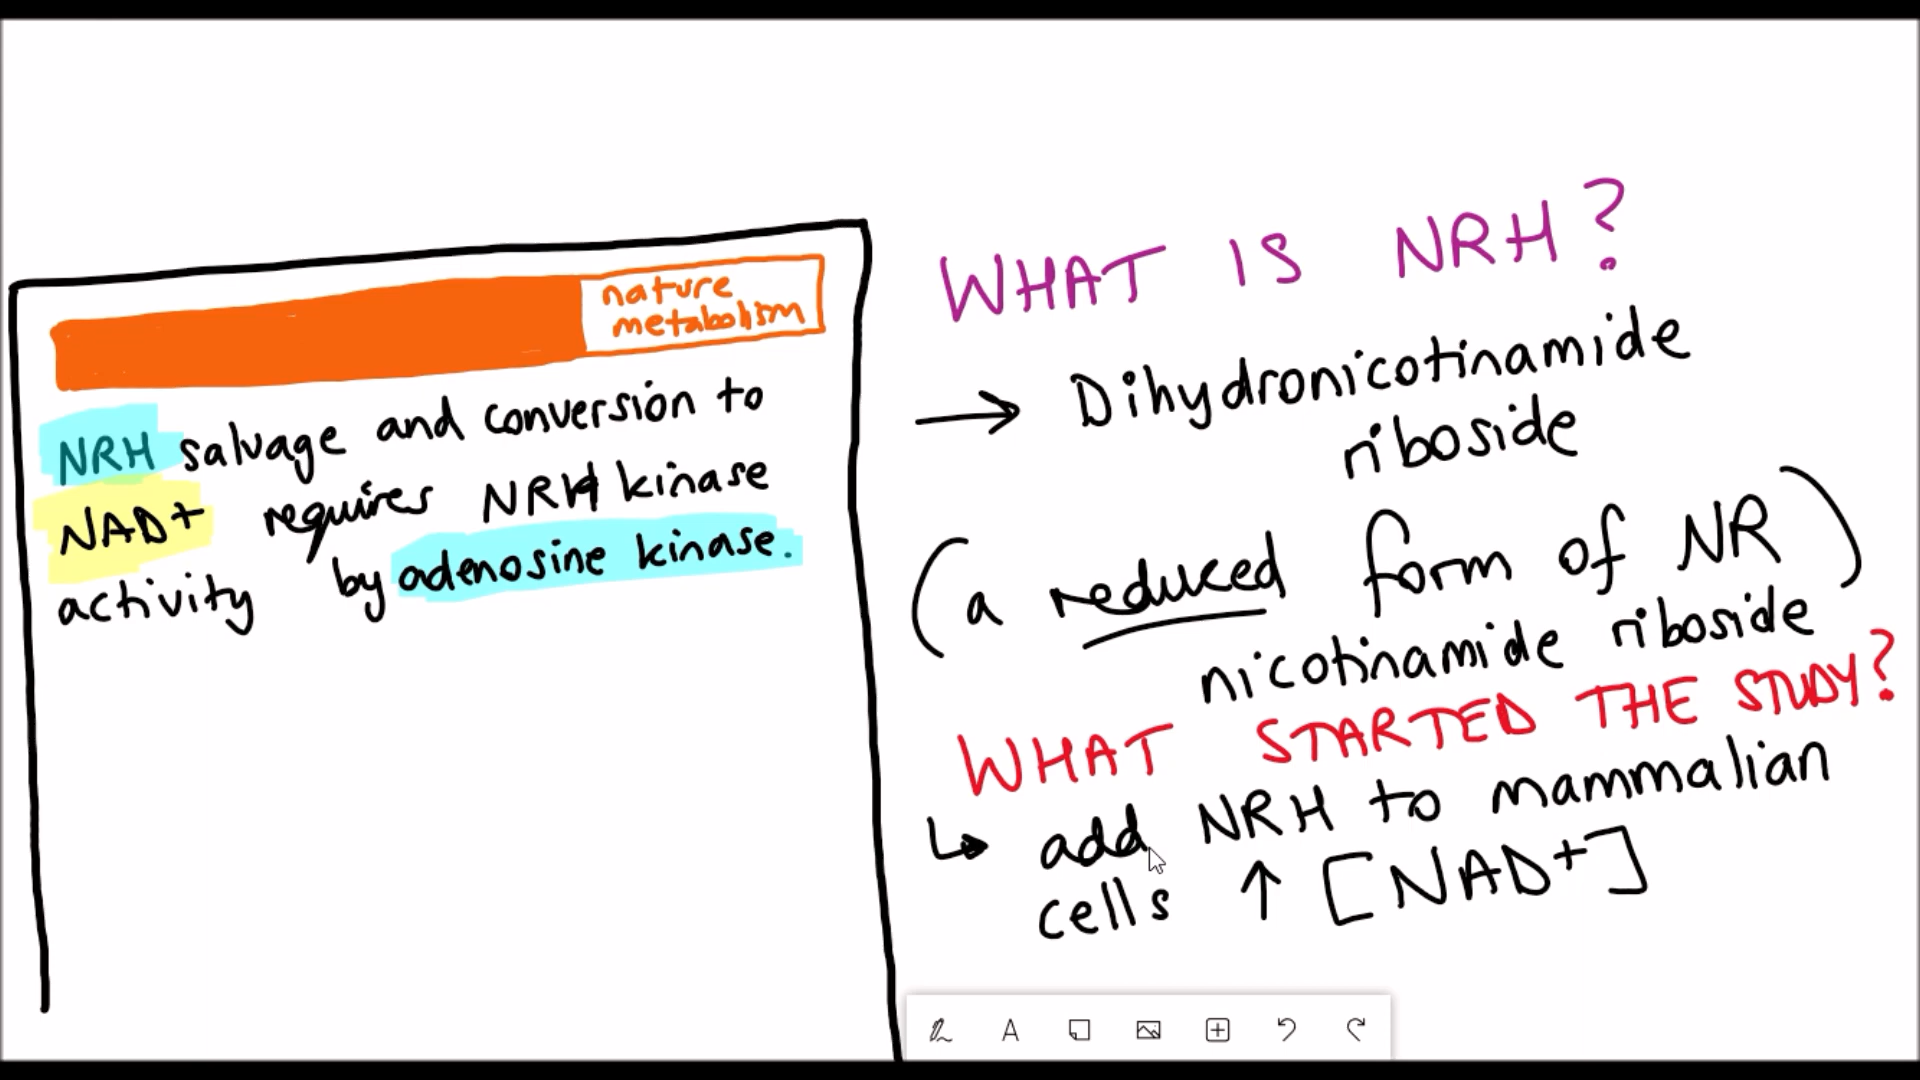 nature
metabolism
NRH salvage and conversion to
NAD+ requires NRH kinase
activity by adenosine kinase.
WHAT IS NRH?
→ Dihydronicotinamide
riboside
(a reduced form of NR)
nicotinamide riboside
WHAT STARTED THE STUDY?
↳ add NRH to mammalian
cells ↑ [NAD+]
A